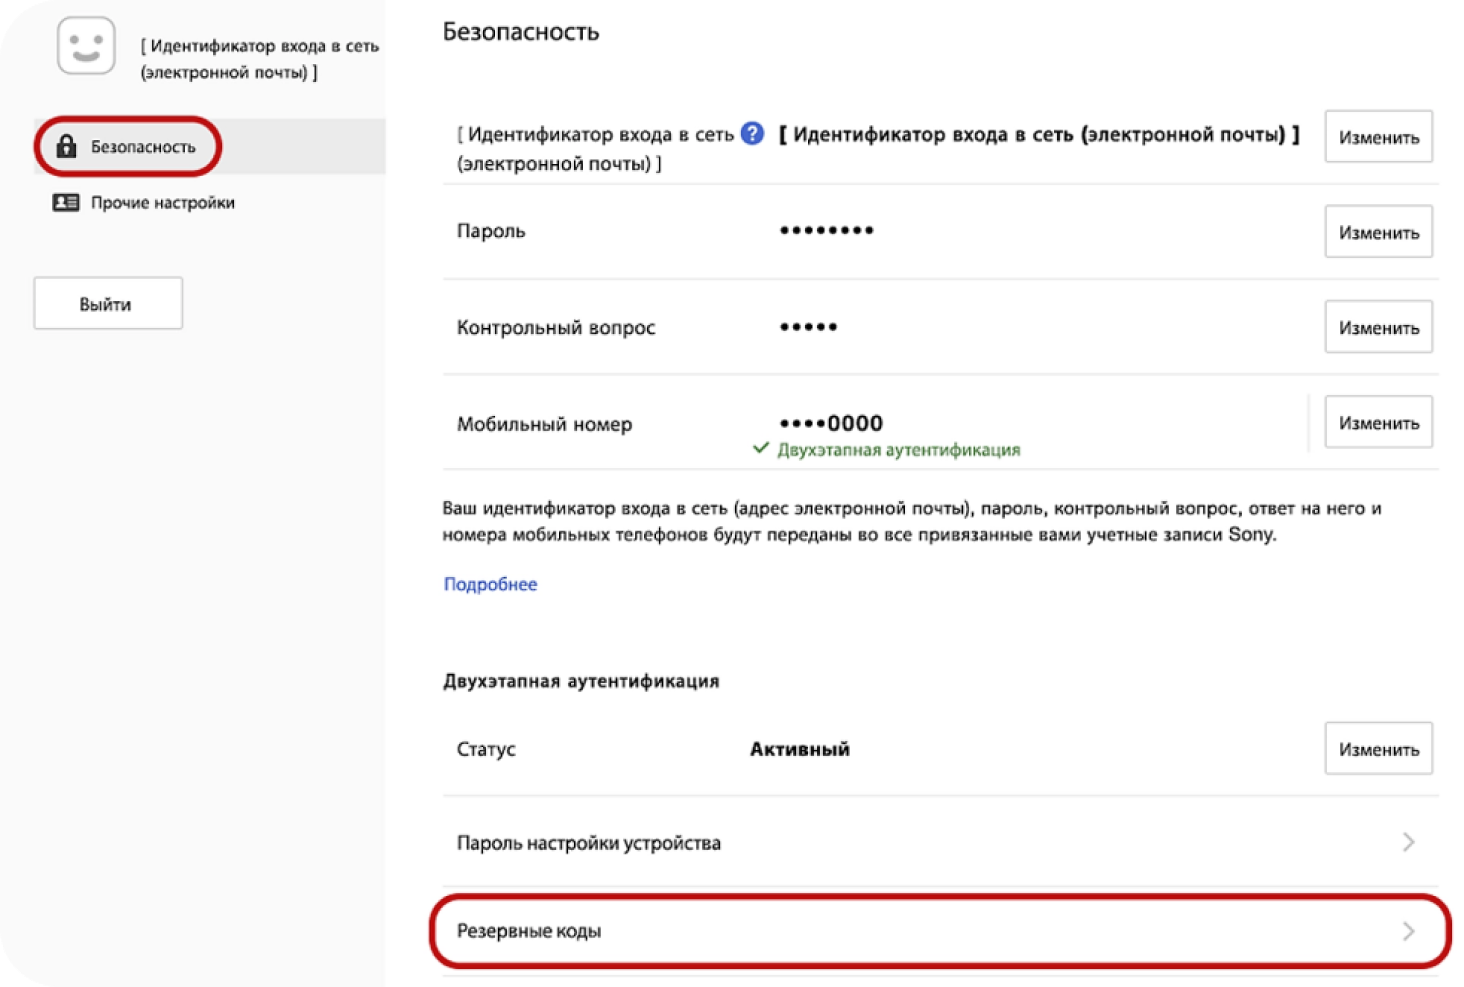 [ Идентификатор входа в сеть
(электронной почты) ]
Безопасность
Прочие настройки
Выйти
Безопасность
[ Идентификатор входа в сеть ? [ Идентификатор входа в сеть (электронной почты) ] Изменить
(электронной почты) ]
Пароль •••••••• Изменить
Контрольный вопрос ••••• Изменить
Мобильный номер ••••0000 Изменить
Двухэтапная аутентификация
Ваш идентификатор входа в сеть (адрес электронной почты), пароль, контрольный вопрос, ответ на него и
номера мобильных телефонов будут переданы во все привязанные вами учетные записи Sony.
Подробнее
Двухэтапная аутентификация
Статус Активный Изменить
Пароль настройки устройства
Резервные коды